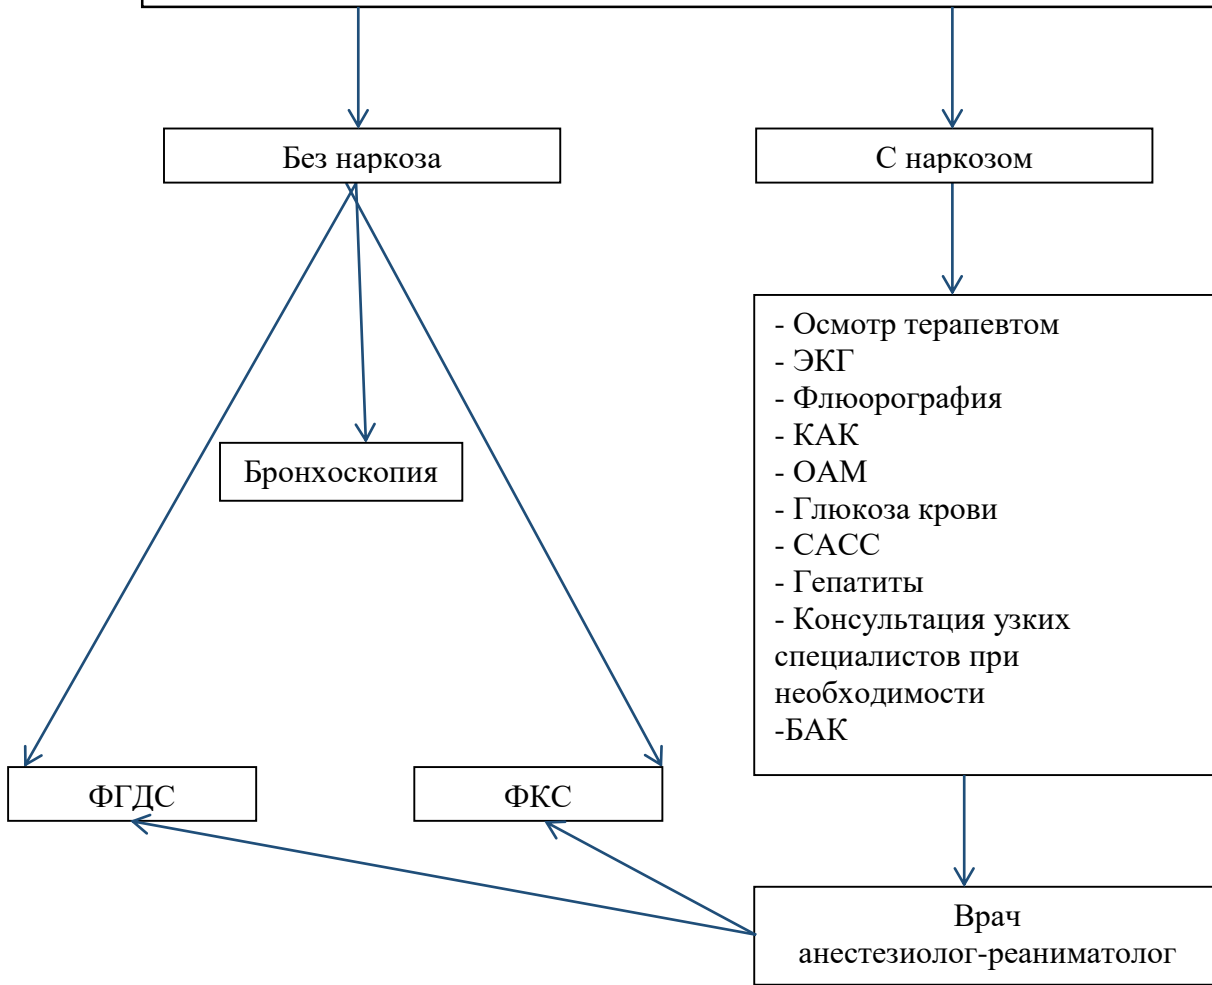 Без наркоза
С наркозом
- Осмотр терапевтом
- ЭКГ
- Флюорография
- КАК
- ОАМ
- Глюкоза крови
- САСС
- Гепатиты
- Консультация узких
специалистов при
необходимости
-БАК
Бронхоскопия
ФГДС
ФКС
Врач
анестезиолог-реаниматолог